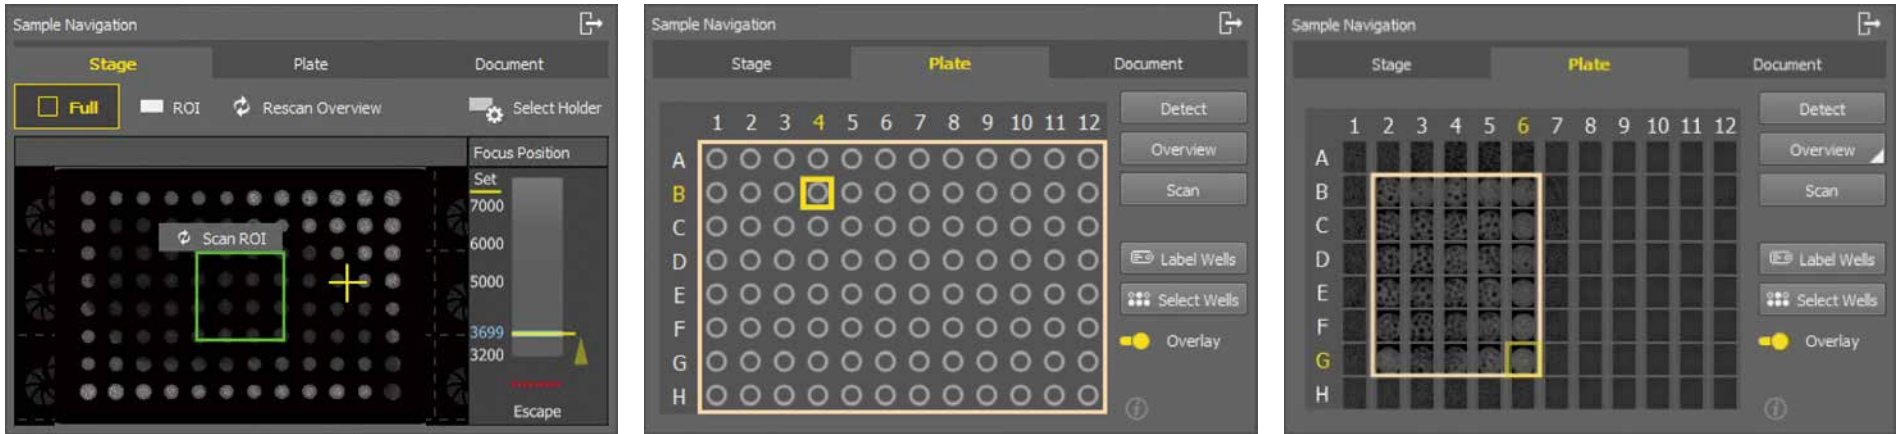 Sample Navigation
Stage Plate Document
Full ROI Rescan Overview Select Holder
Focus Position
Set
7000
Scan ROI
6000
5000
3699
3200
Escape
Sample Navigation
Stage Plate Document
Detect
1 2 3 4 5 6 7 8 9 10 11 12
Overview
A
B
Scan
C
D
Label Wells
E
Select Wells
F
Overlay
G
H
Sample Navigation
Stage Plate Document
Detect
1 2 3 4 5 6 7 8 9 10 11 12
Overview
A
B
Scan
C
D
Label Wells
E
Select Wells
F
Overlay
G
H